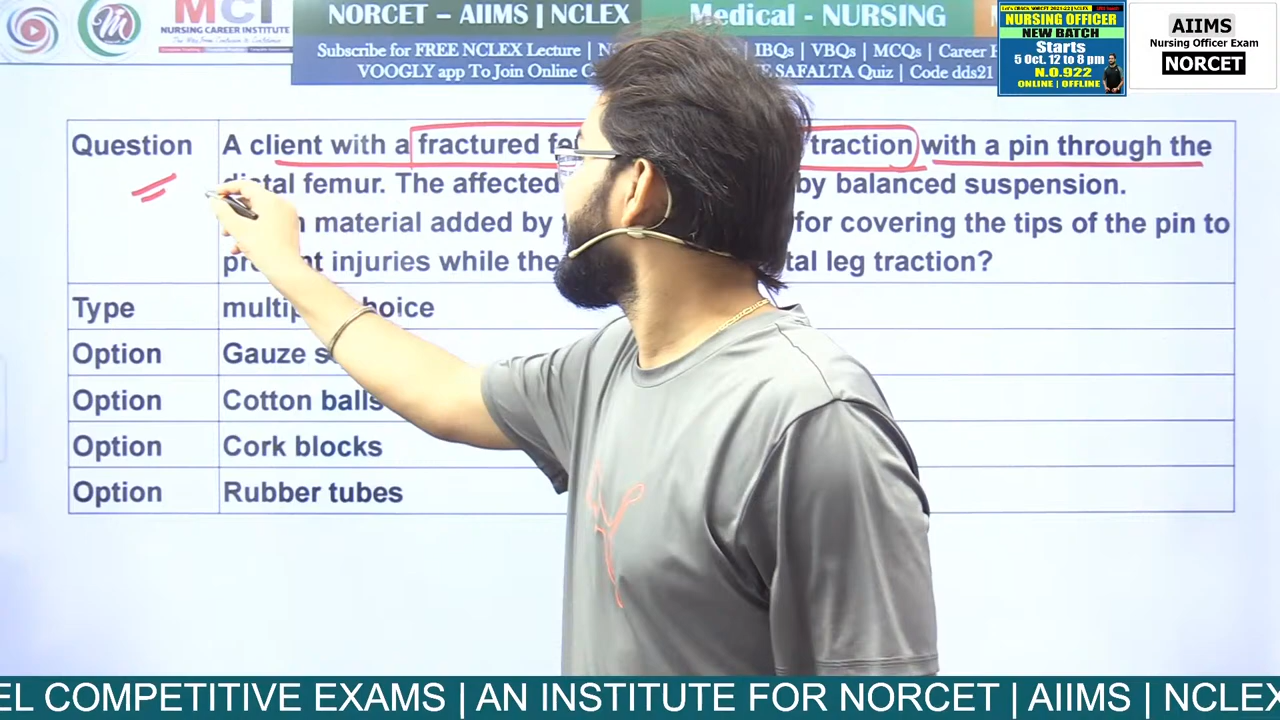 MCI
NURSING CAREER INSTITUTE
NORCET – AIIMS | NCLEX
Medical - NURSING
Subscribe for FREE NCLEX Lecture |
IBQs | VBQs | MCQs | Career
VOOGLY app To Join Online
SAFALTA Quiz | Code dds21
NURSING OFFICER
NEW BATCH
Starts
5 Oct. 12 to 8 pm
N.O.922
ONLINE | OFFLINE
AIIMS
Nursing Officer Exam
NORCET
Question
A client with a fractured traction with a pin through the
femur. The affected by balanced suspension.
material added by for covering the tips of the pin to
injuries while the leg traction?
Type
Option
Gauze
Option
Cotton balls
Option
Cork blocks
Option
Rubber tubes
EL COMPETITIVE EXAMS | AN INSTITUTE FOR NORCET | AIIMS | NCLEX